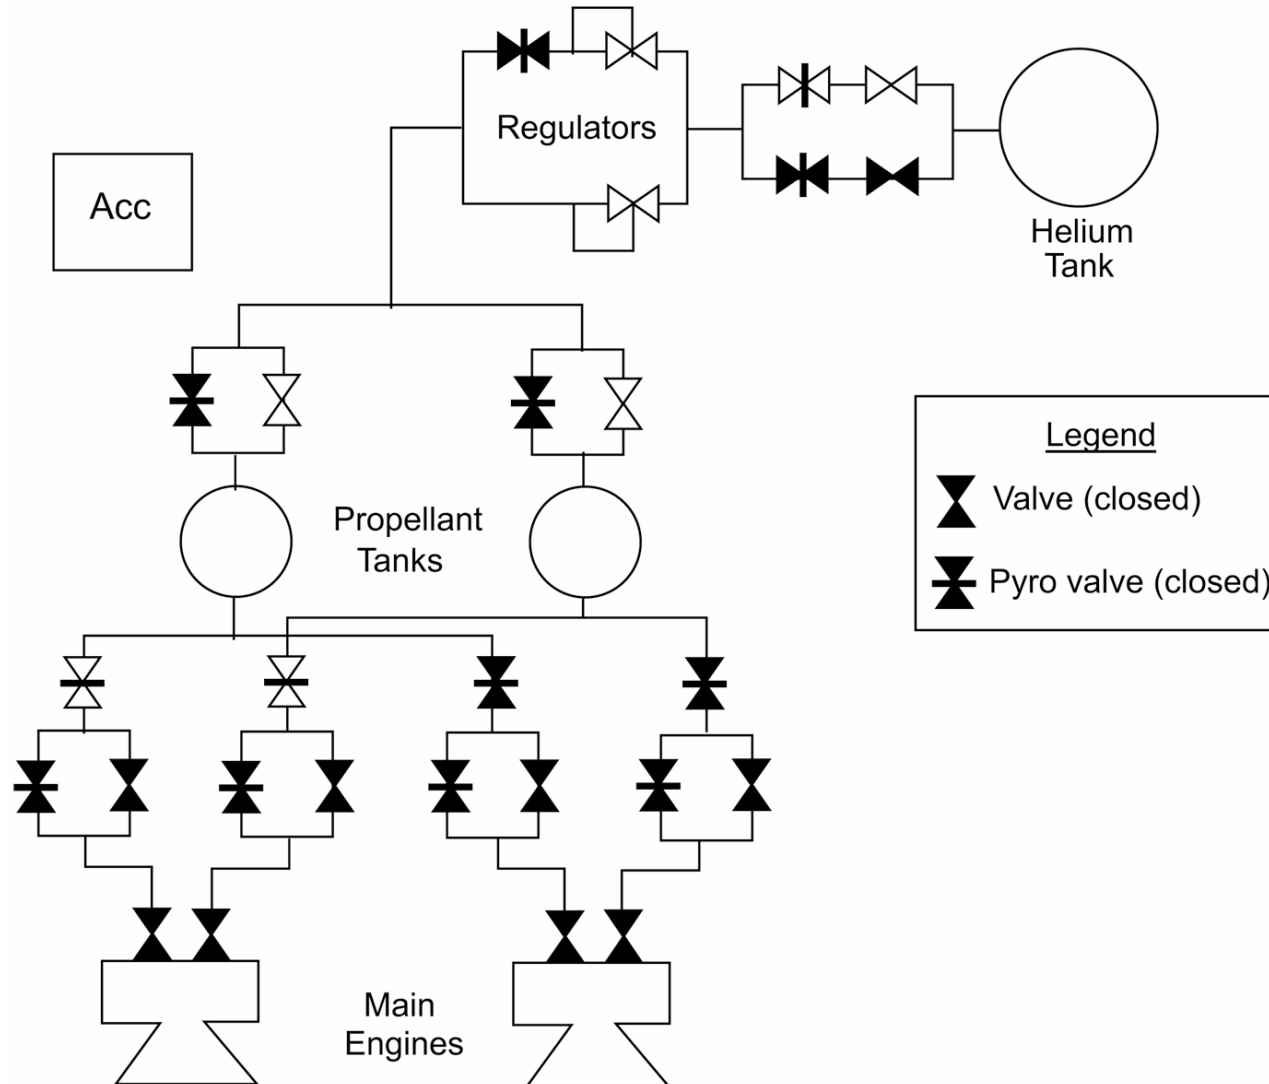 Regulators
Acc
Helium
Tank
Legend
Valve (closed)
Pyro valve (closed)
Propellant
Tanks
Main
Engines